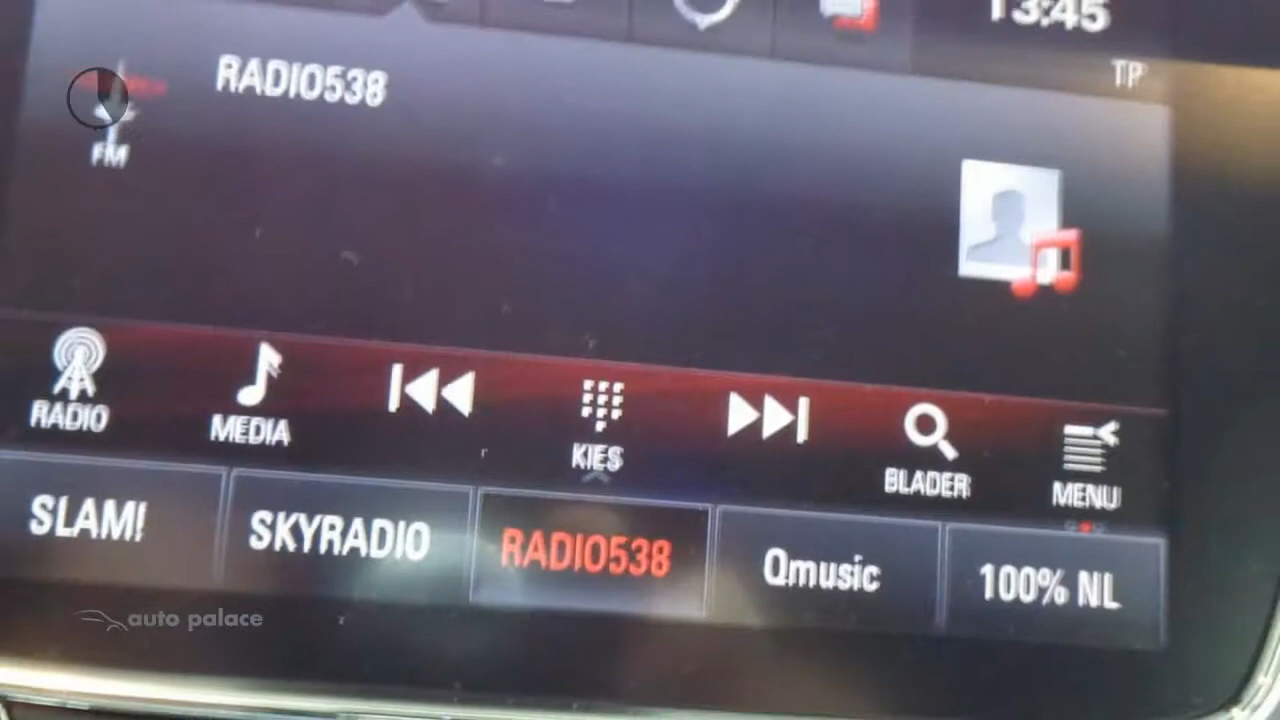 13:45
TP
RADIO538
FM
RADIO
MEDIA
KIES
BLADER
MENU
SLAM!
SKYRADIO
RADIO538
Qmusic
100% NL
auto palace